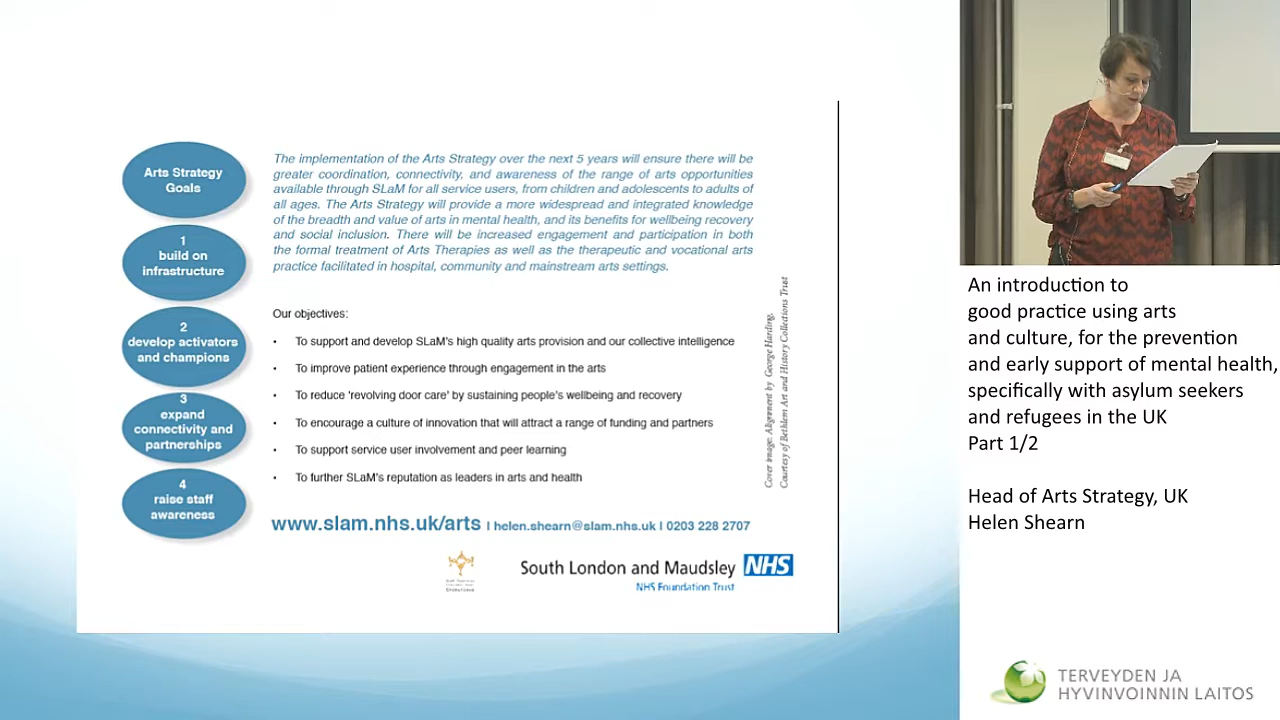 Arts Strategy
Goals
1
build on
infrastructure
2
develop activators
and champions
3
expand
connectivity and
partnerships
4
raise staff
awareness
The implementation of the Arts Strategy over the next 5 years will ensure there will be
greater coordination, connectivity, and awareness of the range of arts opportunities
available through SLaM for all service users, from children and adolescents to adults of
all ages. The Arts Strategy will provide a more widespread and integrated knowledge
of the breadth and value of arts in mental health, and its benefits for wellbeing recovery
and social inclusion. There will be increased engagement and participation in both
the formal treatment of Arts Therapies as well as the therapeutic and vocational arts
practice facilitated in hospital, community and mainstream arts settings.
Our objectives:
• To support and develop SLaM's high quality arts provision and our collective intelligence
• To improve patient experience through engagement in the arts
• To reduce 'revolving door care' by sustaining people's wellbeing and recovery
• To encourage a culture of innovation that will attract a range of funding and partners
• To support service user involvement and peer learning
• To further SLaM's reputation as leaders in arts and health
www.slam.nhs.uk/arts | helen.shearn@slam.nhs.uk | 0203 228 2707
Cover image: Alignment by George Harding.
Courtesy of Bethlem Art and History Collections Trust
South London and Maudsley NHS
NHS Foundation Trust
An introduction to
good practice using arts
and culture, for the prevention
and early support of mental health,
specifically with asylum seekers
and refugees in the UK
Part 1/2
Head of Arts Strategy, UK
Helen Shearn
TERVEYDEN JA
HYVINVOINNIN LAITOS